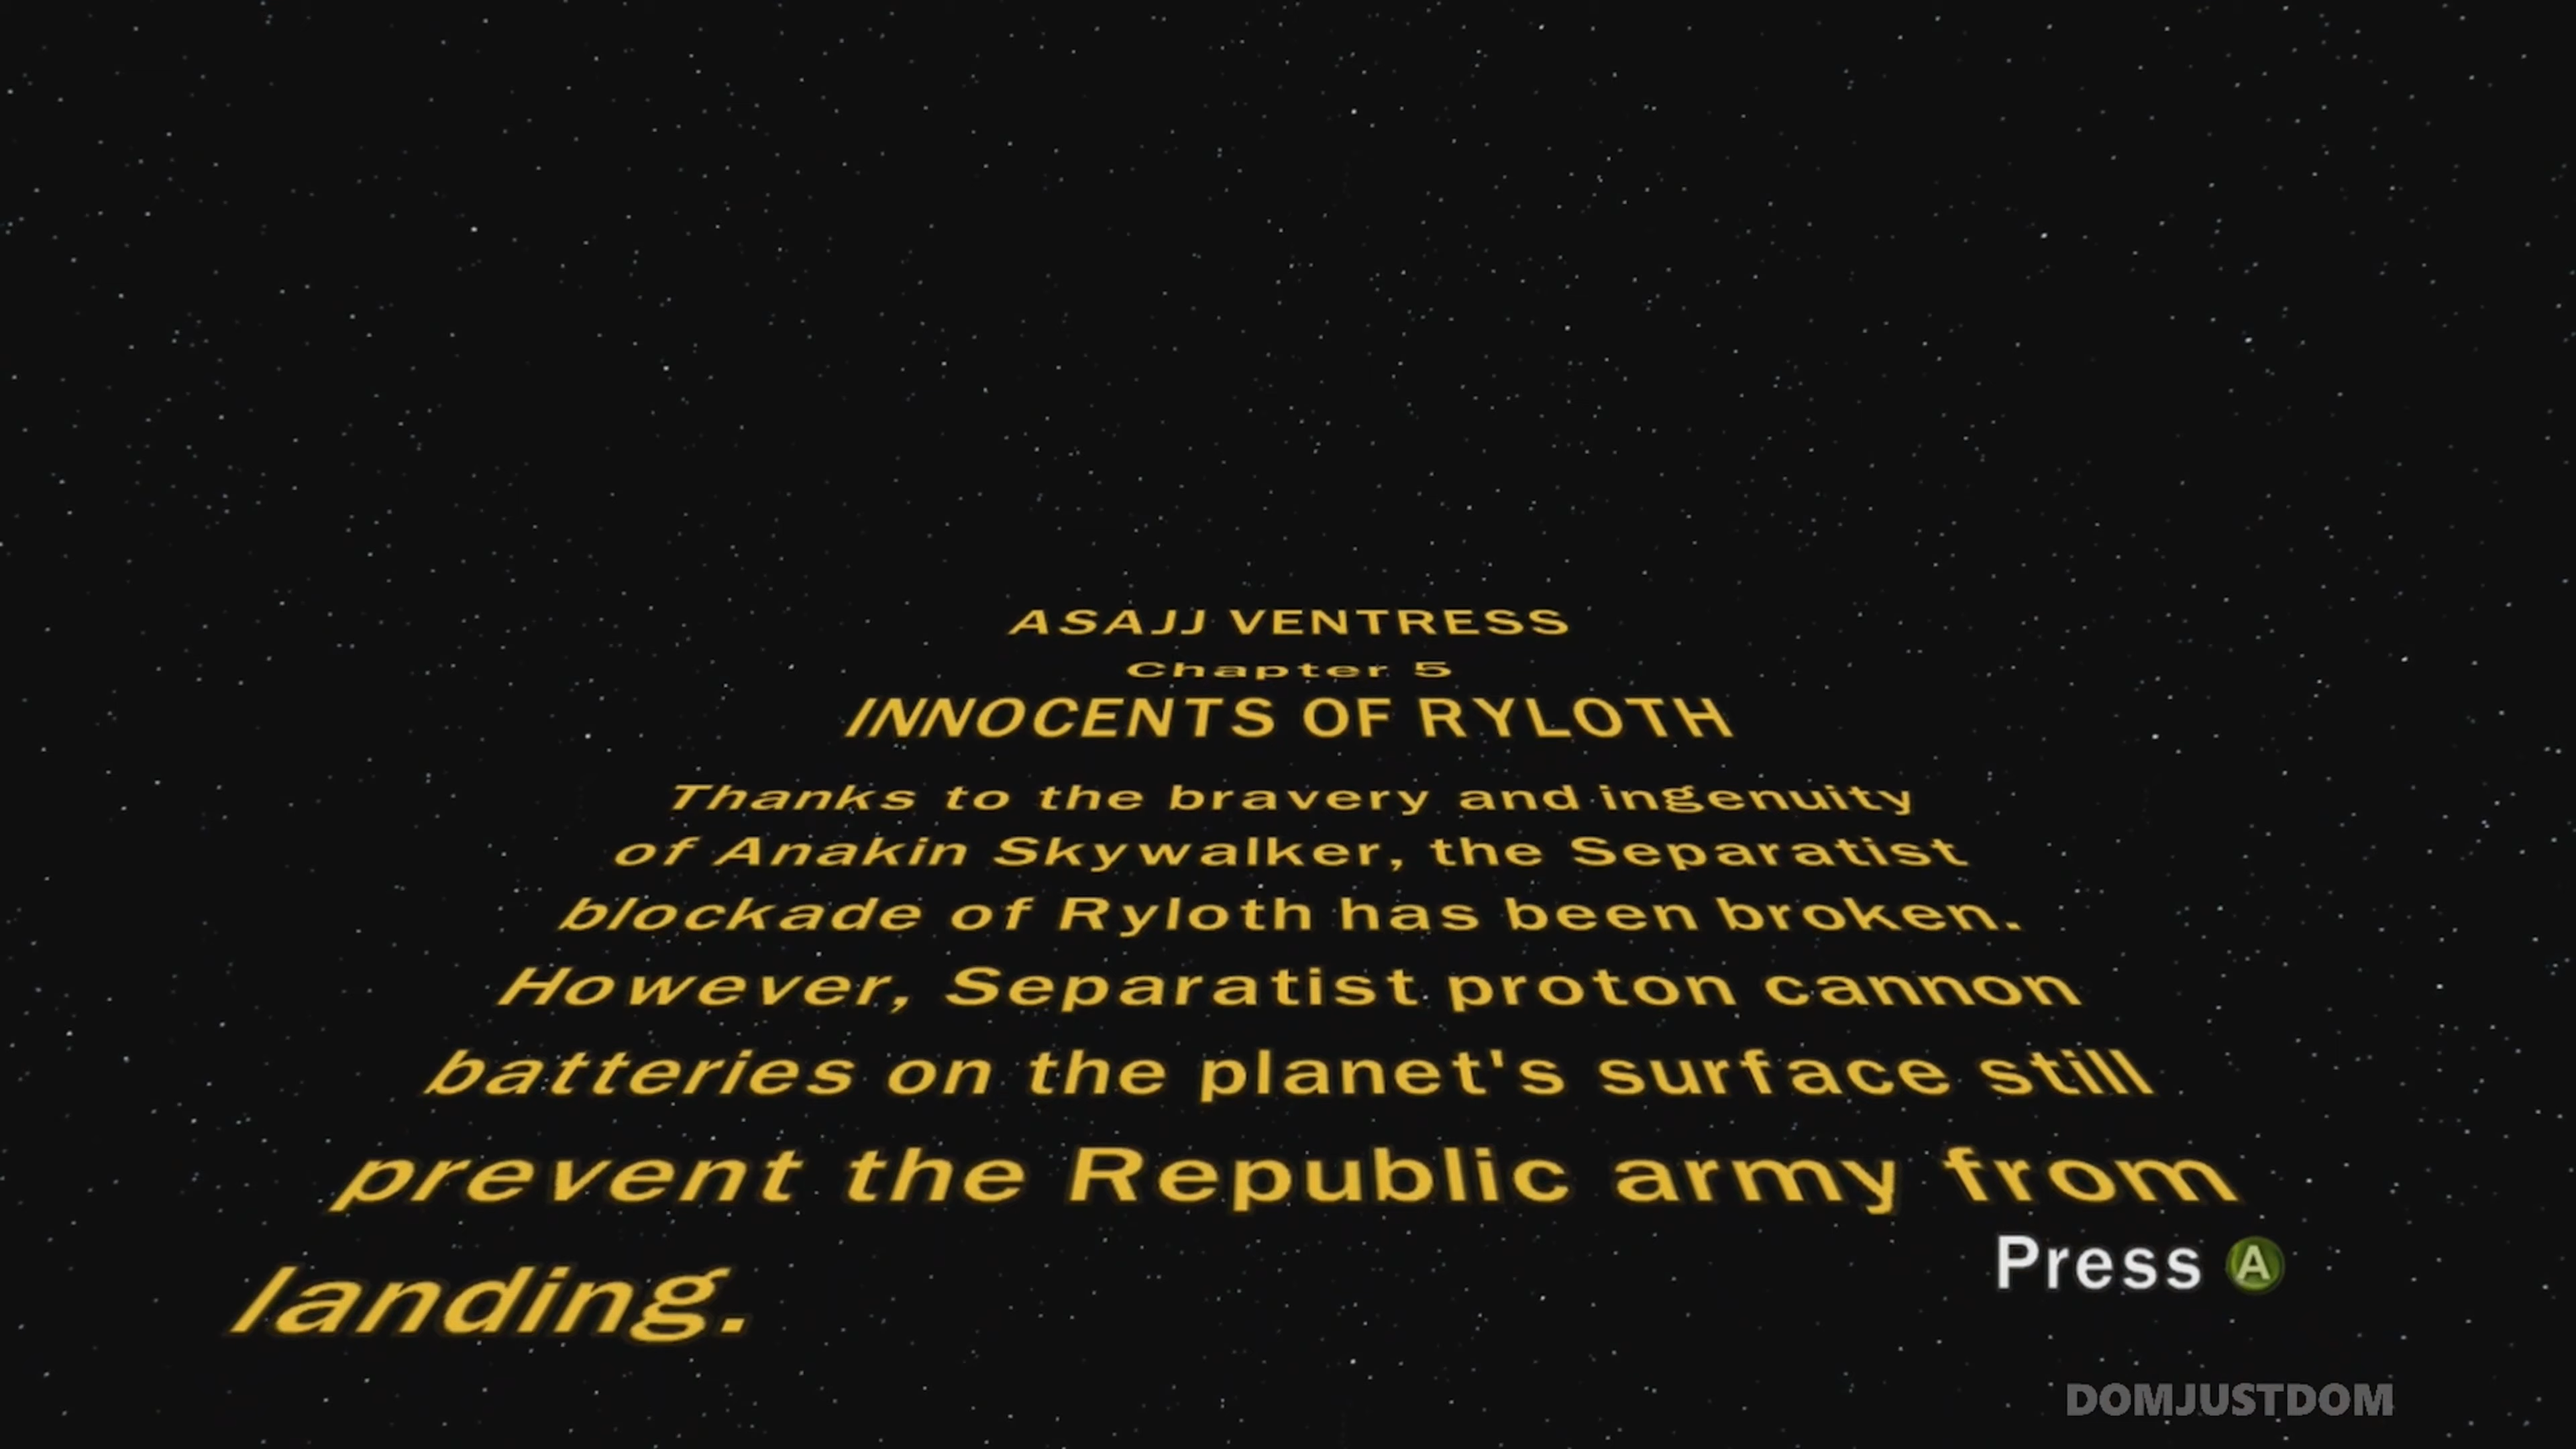 ASAJJ VENTRESS
Chapter 5
INNOCENTS OF RYLOTH
Thanks to the bravery and ingenuity
of Anakin Skywalker, the Separatist
blockade of Ryloth has been broken.
However, Separatist proton cannon
batteries on the planet's surface still
prevent the Republic army from
landing.
Press A
DOMJUSTDOM